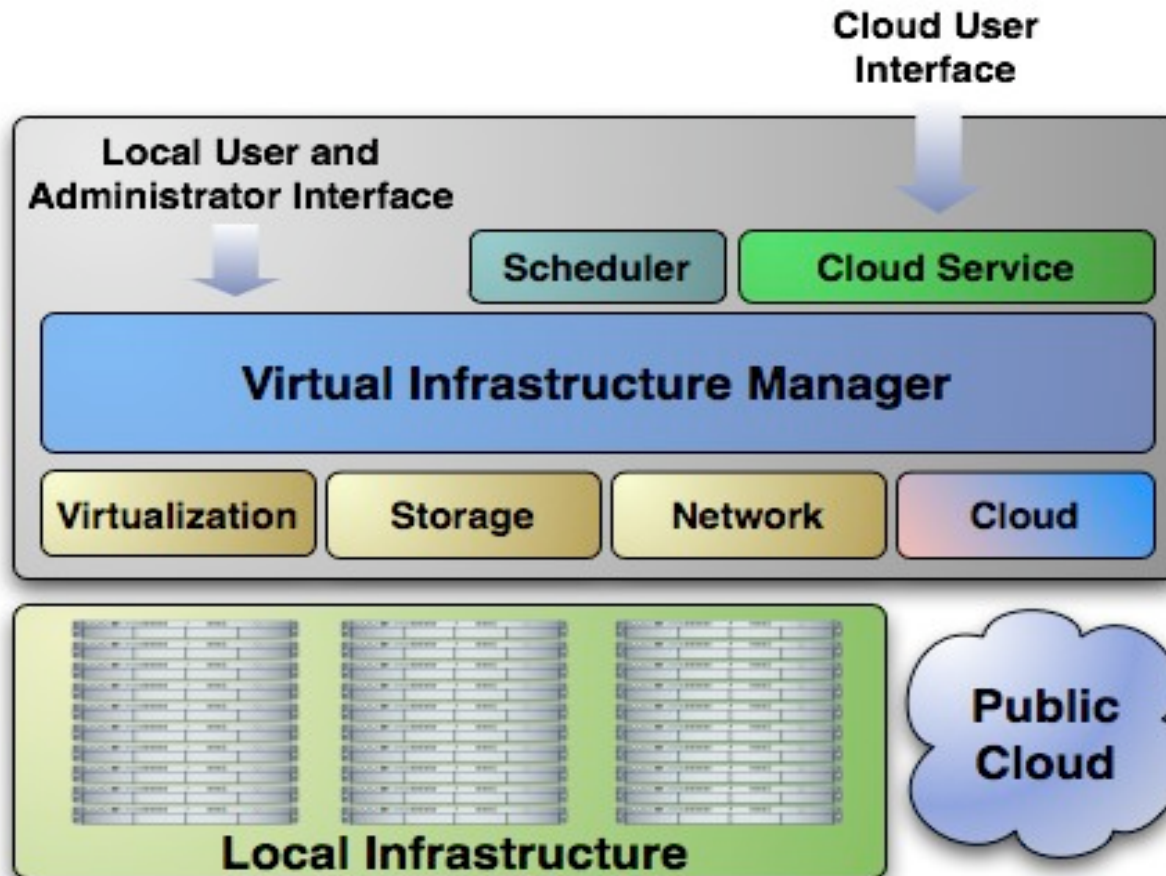 Cloud User
Interface
Local User and
Administrator Interface
Scheduler
Cloud Service
Virtual Infrastructure Manager
Virtualization
Storage
Network
Cloud
Public
Cloud
Local Infrastructure